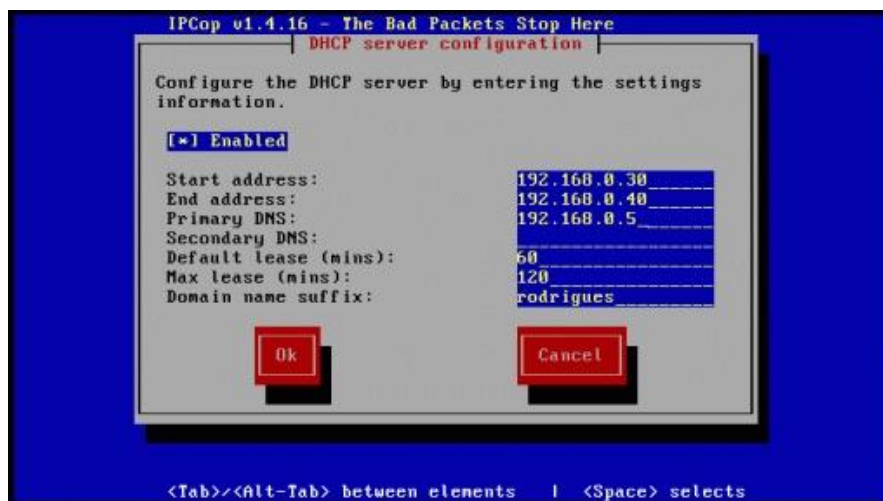 IPCop v1.4.16 - The Bad Packets Stop Here
DHCP server configuration
Configure the DHCP server by entering the settings
information.
[*] Enabled
Start address: 192.168.0.30
End address: 192.168.0.40
Primary DNS: 192.168.0.5
Secondary DNS:
Default lease (mins): 60
Max lease (mins): 120
Domain name suffix: rodrigues
Ok Cancel
<Tab>/<Alt-Tab> between elements | <Space> selects